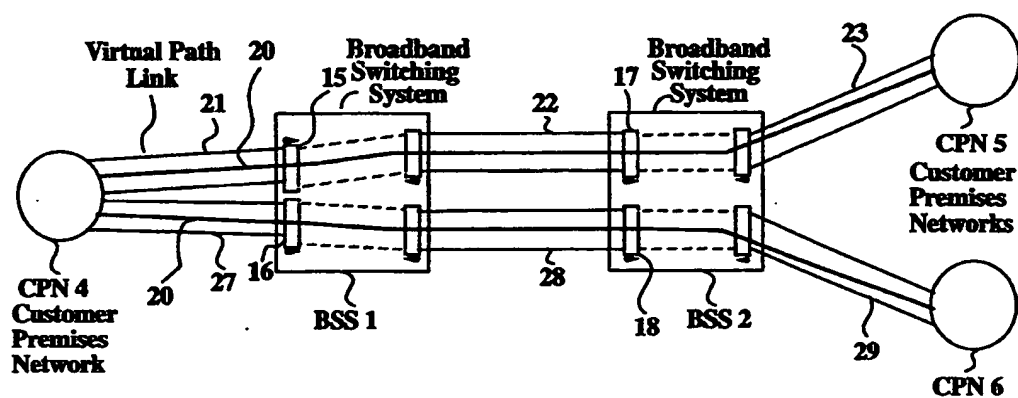 Virtual Path
Link
20
21
Broadband
Switching
System
15
22
17
Broadband
Switching
System
23
CPN 5
Customer
Premises
Networks
CPN 4
Customer
Premises
Network
20
27
16
BSS 1
28
18
BSS 2
29
CPN 6